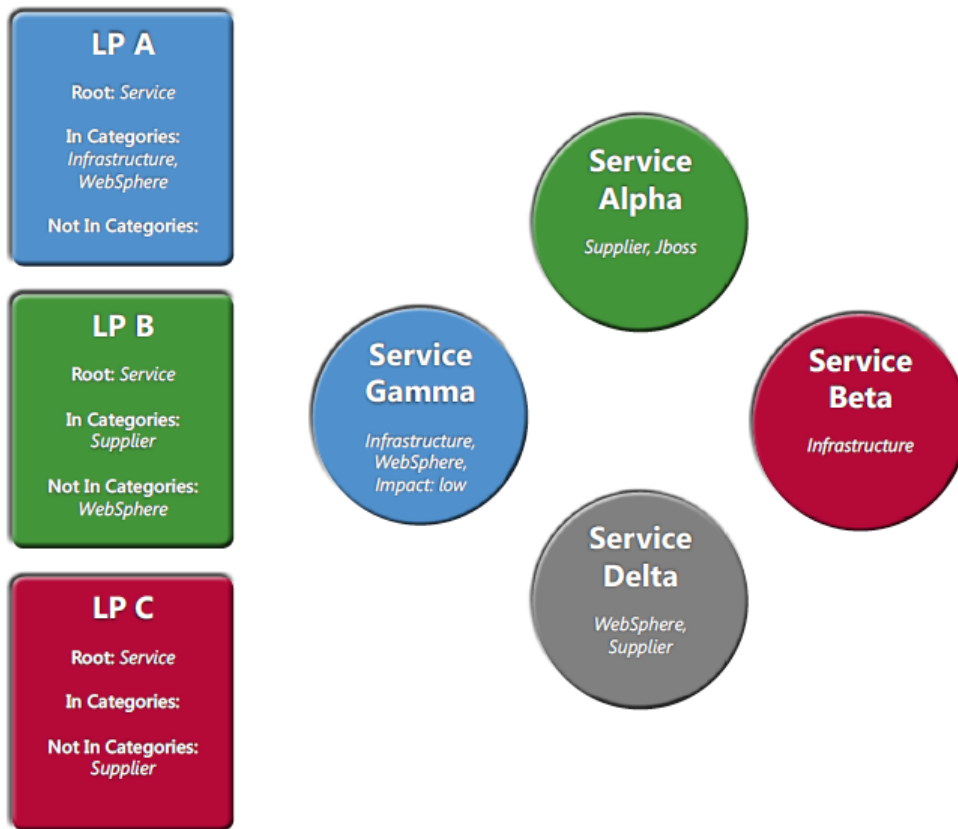 LP A
Root: Service
In Categories:
Infrastructure,
WebSphere
Not In Categories:
LP B
Root: Service
In Categories:
Supplier
Not In Categories:
WebSphere
LP C
Root: Service
In Categories:
Not In Categories:
Supplier
Service
Alpha
Supplier, Jboss
Service
Gamma
Infrastructure,
WebSphere,
Impact: low
Service
Beta
Infrastructure
Service
Delta
WebSphere,
Supplier